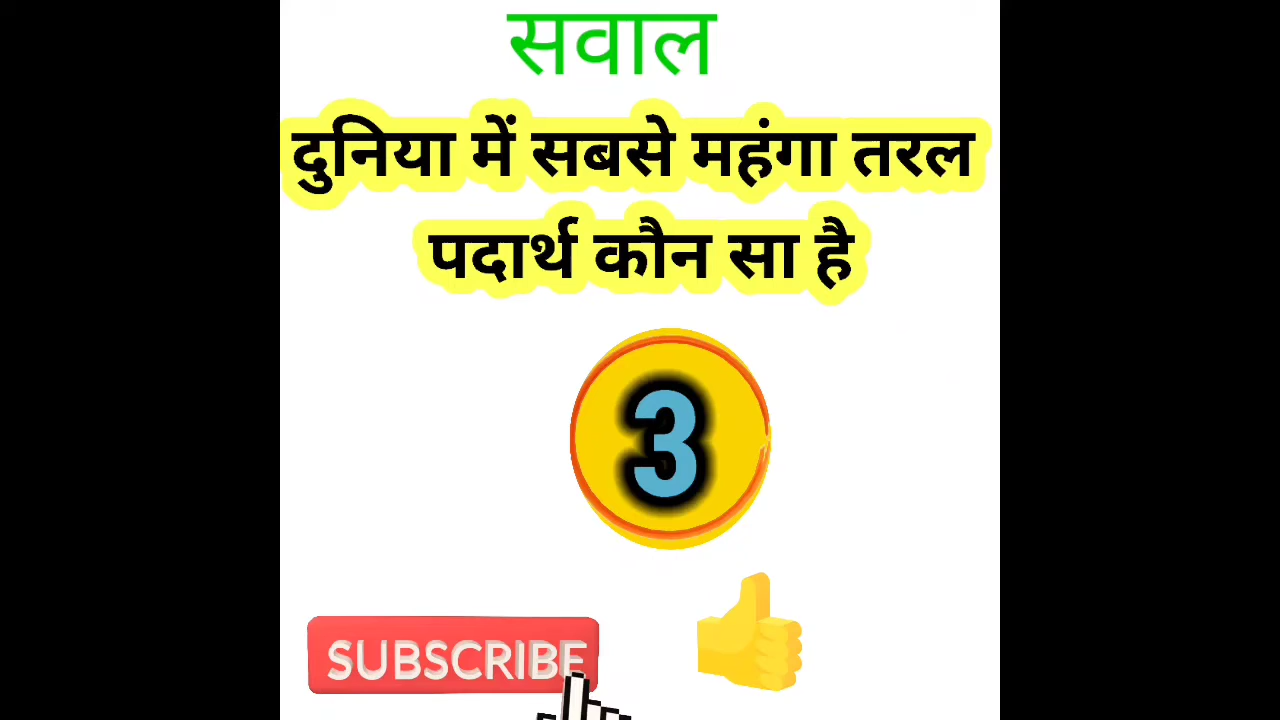 सवाल
दुनिया में सबसे महंगा तरल
पदार्थ कौन सा है
3
SUBSCRIBE